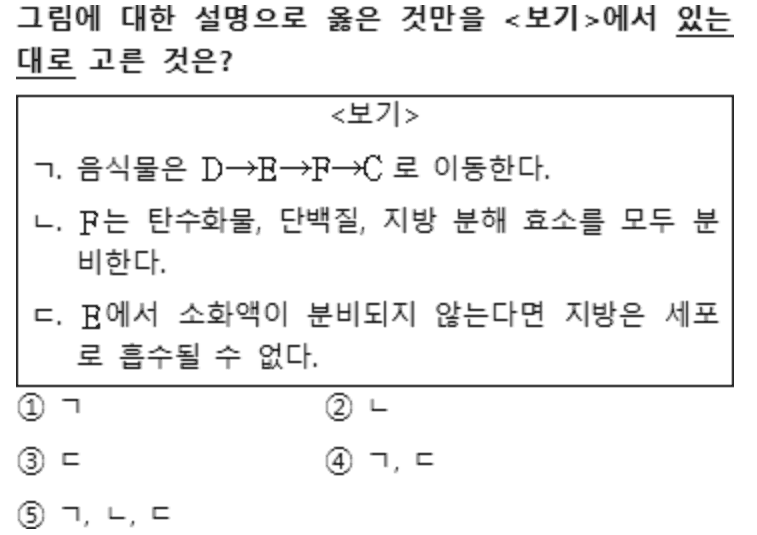 그림에 대한 설명으로 옳은 것만을 <보기>에서 있는
대로 고른 것은?
<보기>
ㄱ. 음식물은 D→E→F→C 로 이동한다.
ㄴ. F는 탄수화물, 단백질, 지방 분해 효소를 모두 분
비한다.
ㄷ. E에서 소화액이 분비되지 않는다면 지방은 세포
로 흡수될 수 없다.
① ㄱ ② ㄴ
③ ㄷ ④ ㄱ, ㄷ
⑤ ㄱ, ㄴ, ㄷ